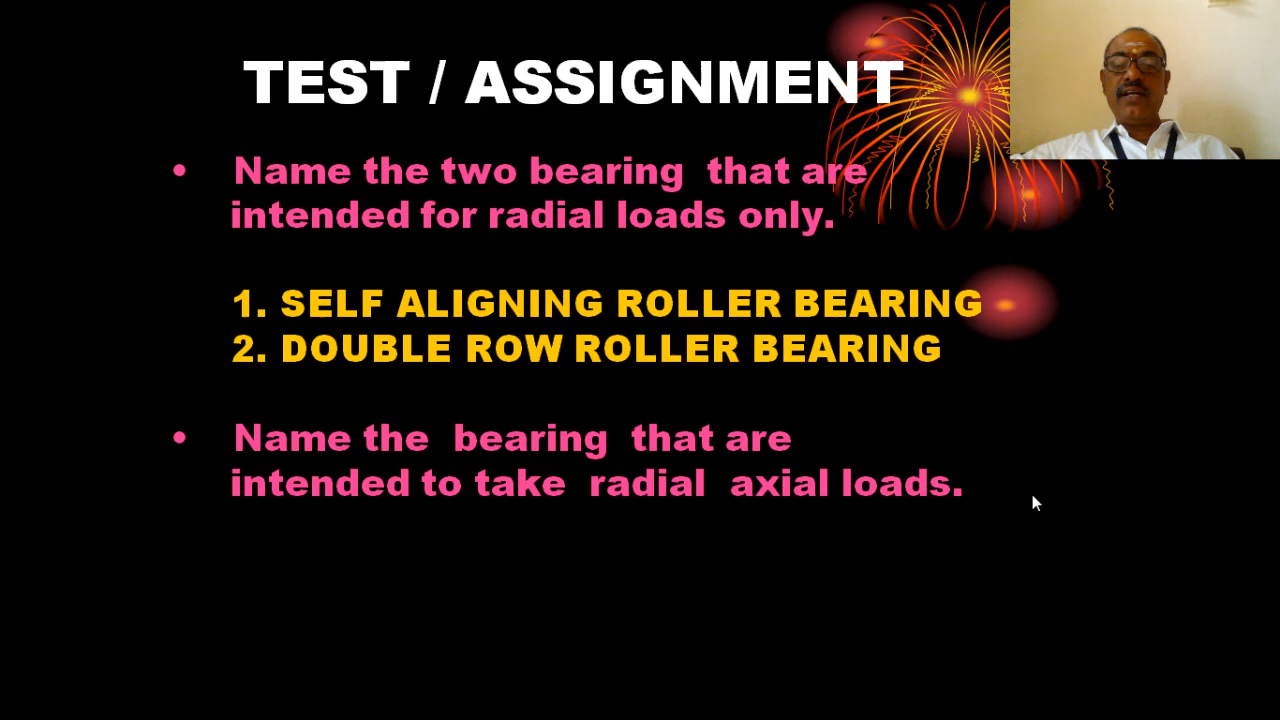 TEST / ASSIGNMENT
• Name the two bearing that are
intended for radial loads only.
1. SELF ALIGNING ROLLER BEARING
2. DOUBLE ROW ROLLER BEARING
• Name the bearing that are
intended to take radial axial loads.